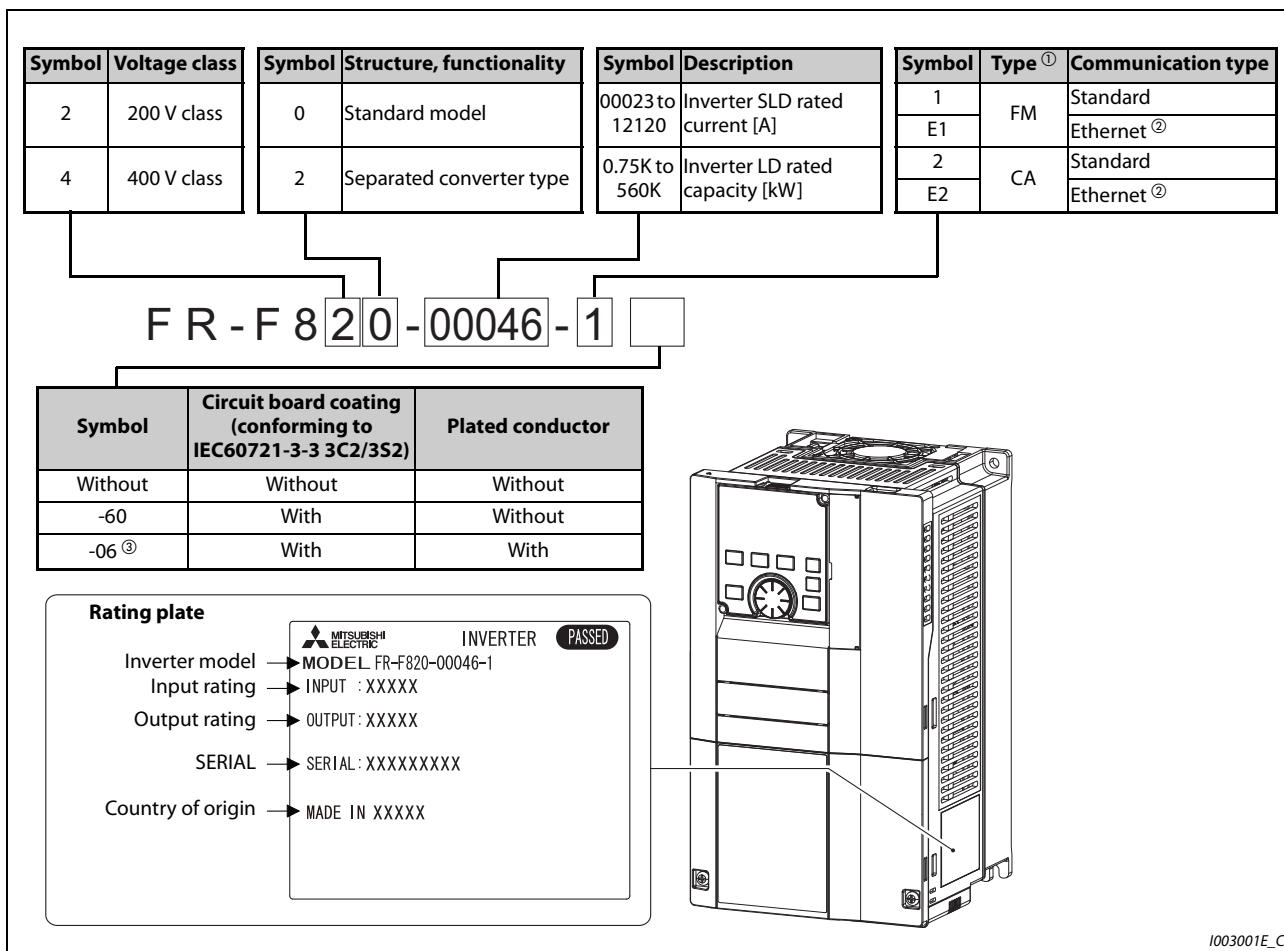 Symbol Voltage class
2 200 V class
4 400 V class
Symbol Structure, functionality
0 Standard model
2 Separated converter type
Symbol Description
00023 to 12120 Inverter SLD rated current [A]
0.75K to 560K Inverter LD rated capacity [kW]
Symbol Type ① Communication type
1 FM Standard
E1 Ethernet ②
2 CA Standard
E2 Ethernet ②
FR-F820-00046-1
Symbol Circuit board coating (conforming to IEC60721-3-3 3C2/3S2) Plated conductor
Without Without Without
-60 With Without
-06 ③ With With
Rating plate
MITSUBISHI ELECTRIC INVERTER PASSED
Inverter model MODEL FR-F820-00046-1
Input rating INPUT :XXXXX
Output rating OUTPUT:XXXXX
SERIAL SERIAL:XXXXXXXXX
Country of origin MADE IN XXXXX
I003001E_C